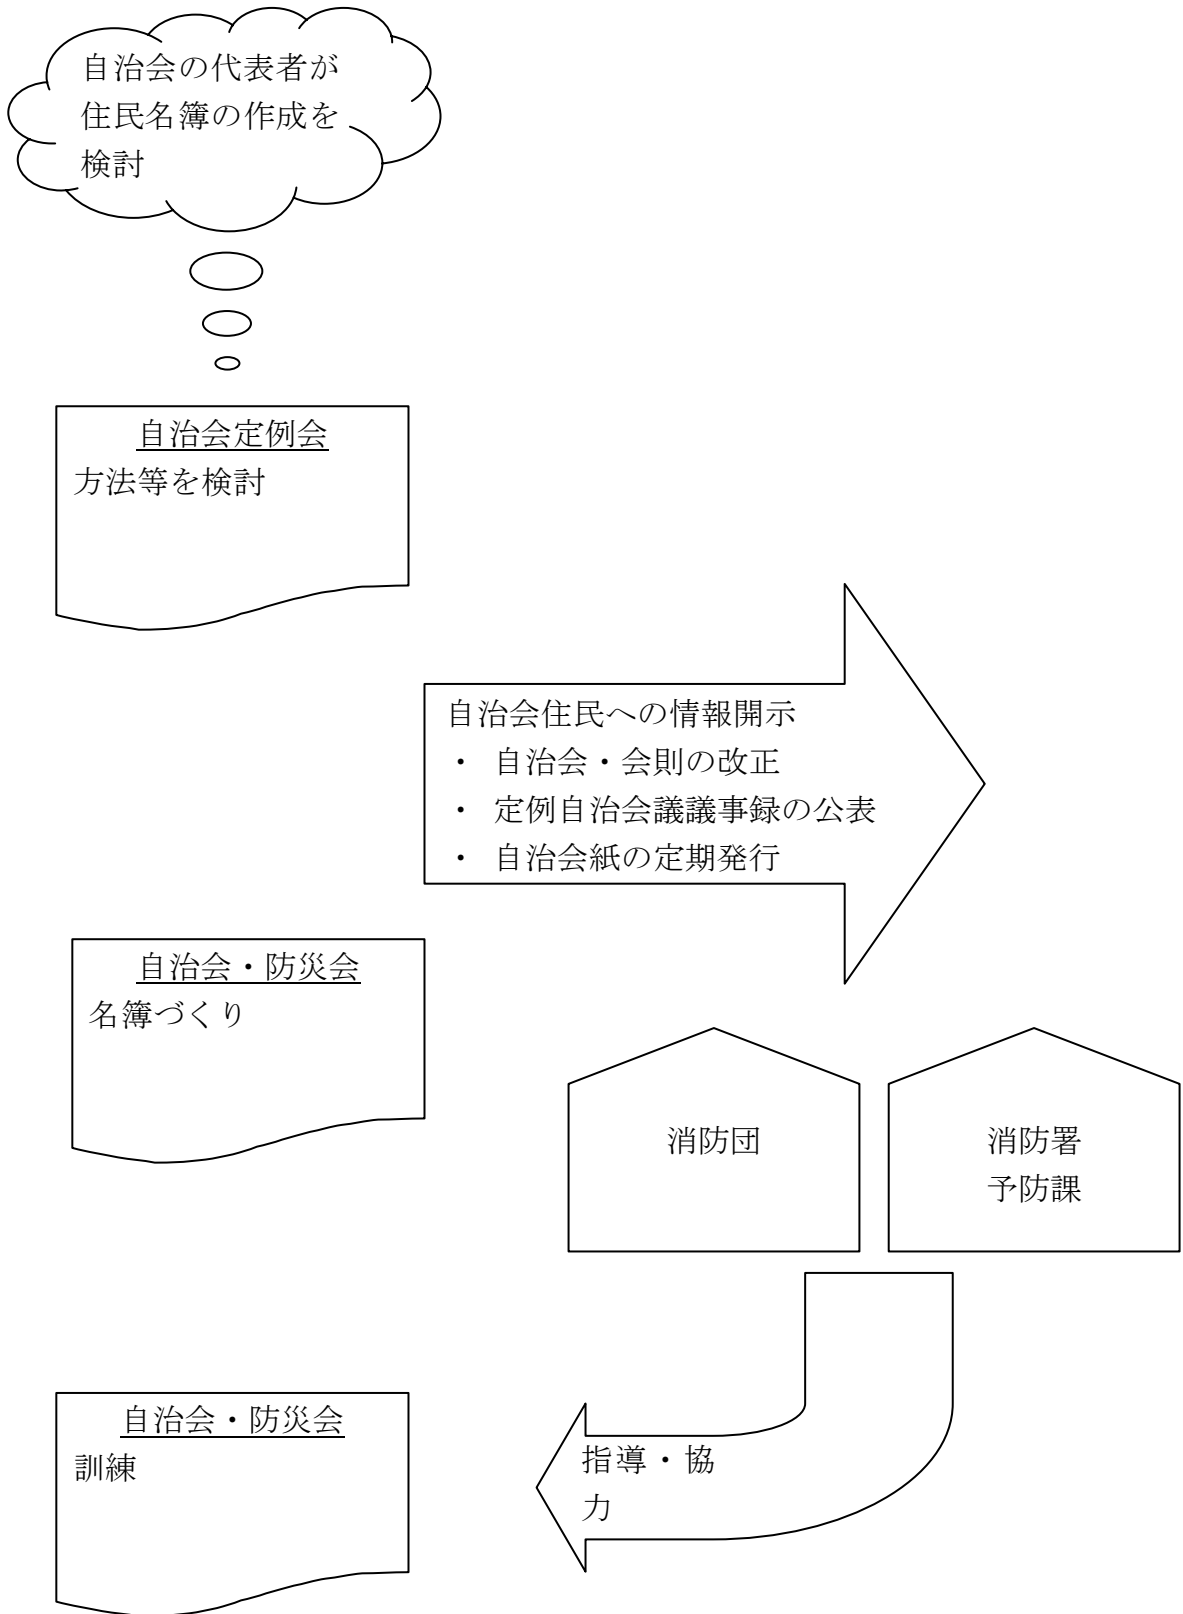 自治会の代表者が
住民名簿の作成を
検討
自治会定例会
方法等を検討
自治会住民への情報開示
・ 自治会・会則の改正
・ 定例自治会議議事録の公表
・ 自治会紙の定期発行
自治会・防災会
名簿づくり
消防団
消防署
予防課
自治会・防災会
訓練
指導・協
力